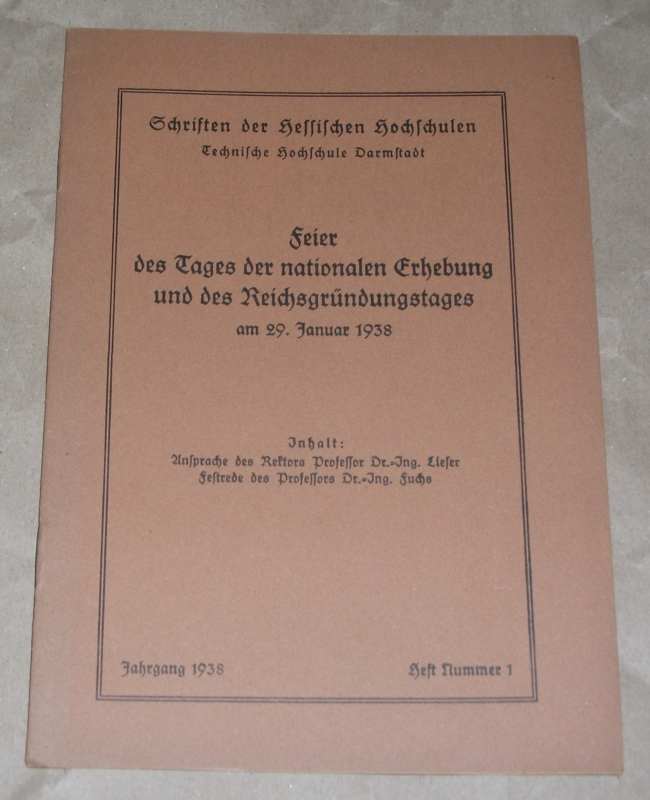 Schriften der Hessischen Hochschulen
Technische Hochschule Darmstadt
Feier
des Tages der nationalen Erhebung
und des Reichsgründungstages
am 29. Januar 1938
Inhalt:
Ansprache des Rektors Professor Dr.-Ing. Lieser
Festrede des Professors Dr.-Ing. Fuchs
Jahrgang 1938
Heft Nummer 1